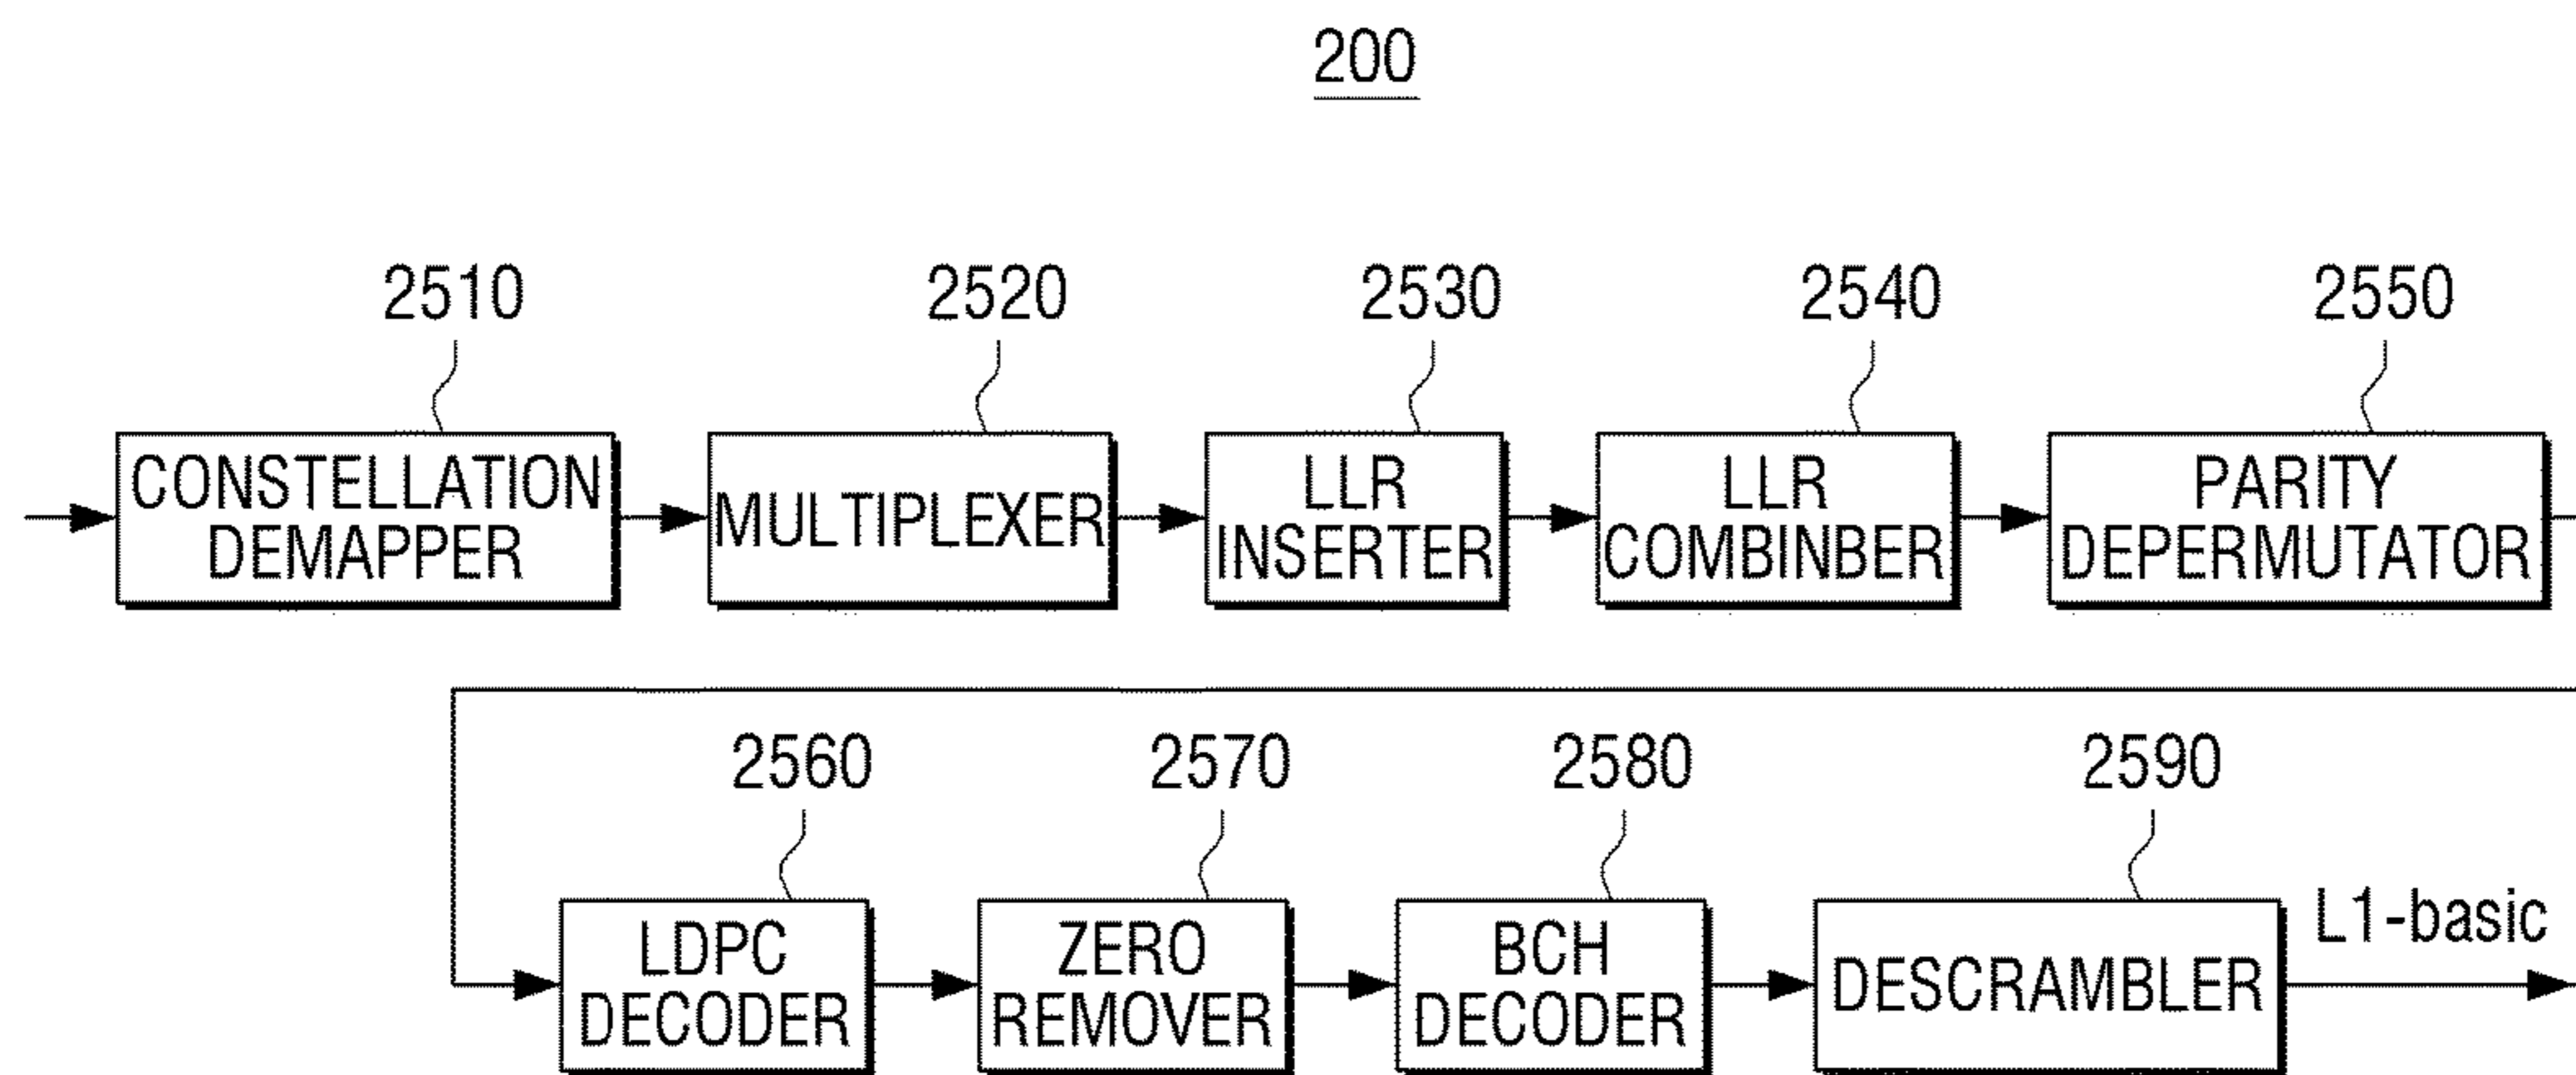 200
2510
2520
2530
2540
2550
CONSTELLATION
DEMAPPER
MULTIPLEXER
LLR
INSERTER
LLR
COMBINBER
PARITY
DEPERMUTATOR
2560
2570
2580
2590
LDPC
DECODER
ZERO
REMOVER
BCH
DECODER
DESCRAMBLER
L1-basic